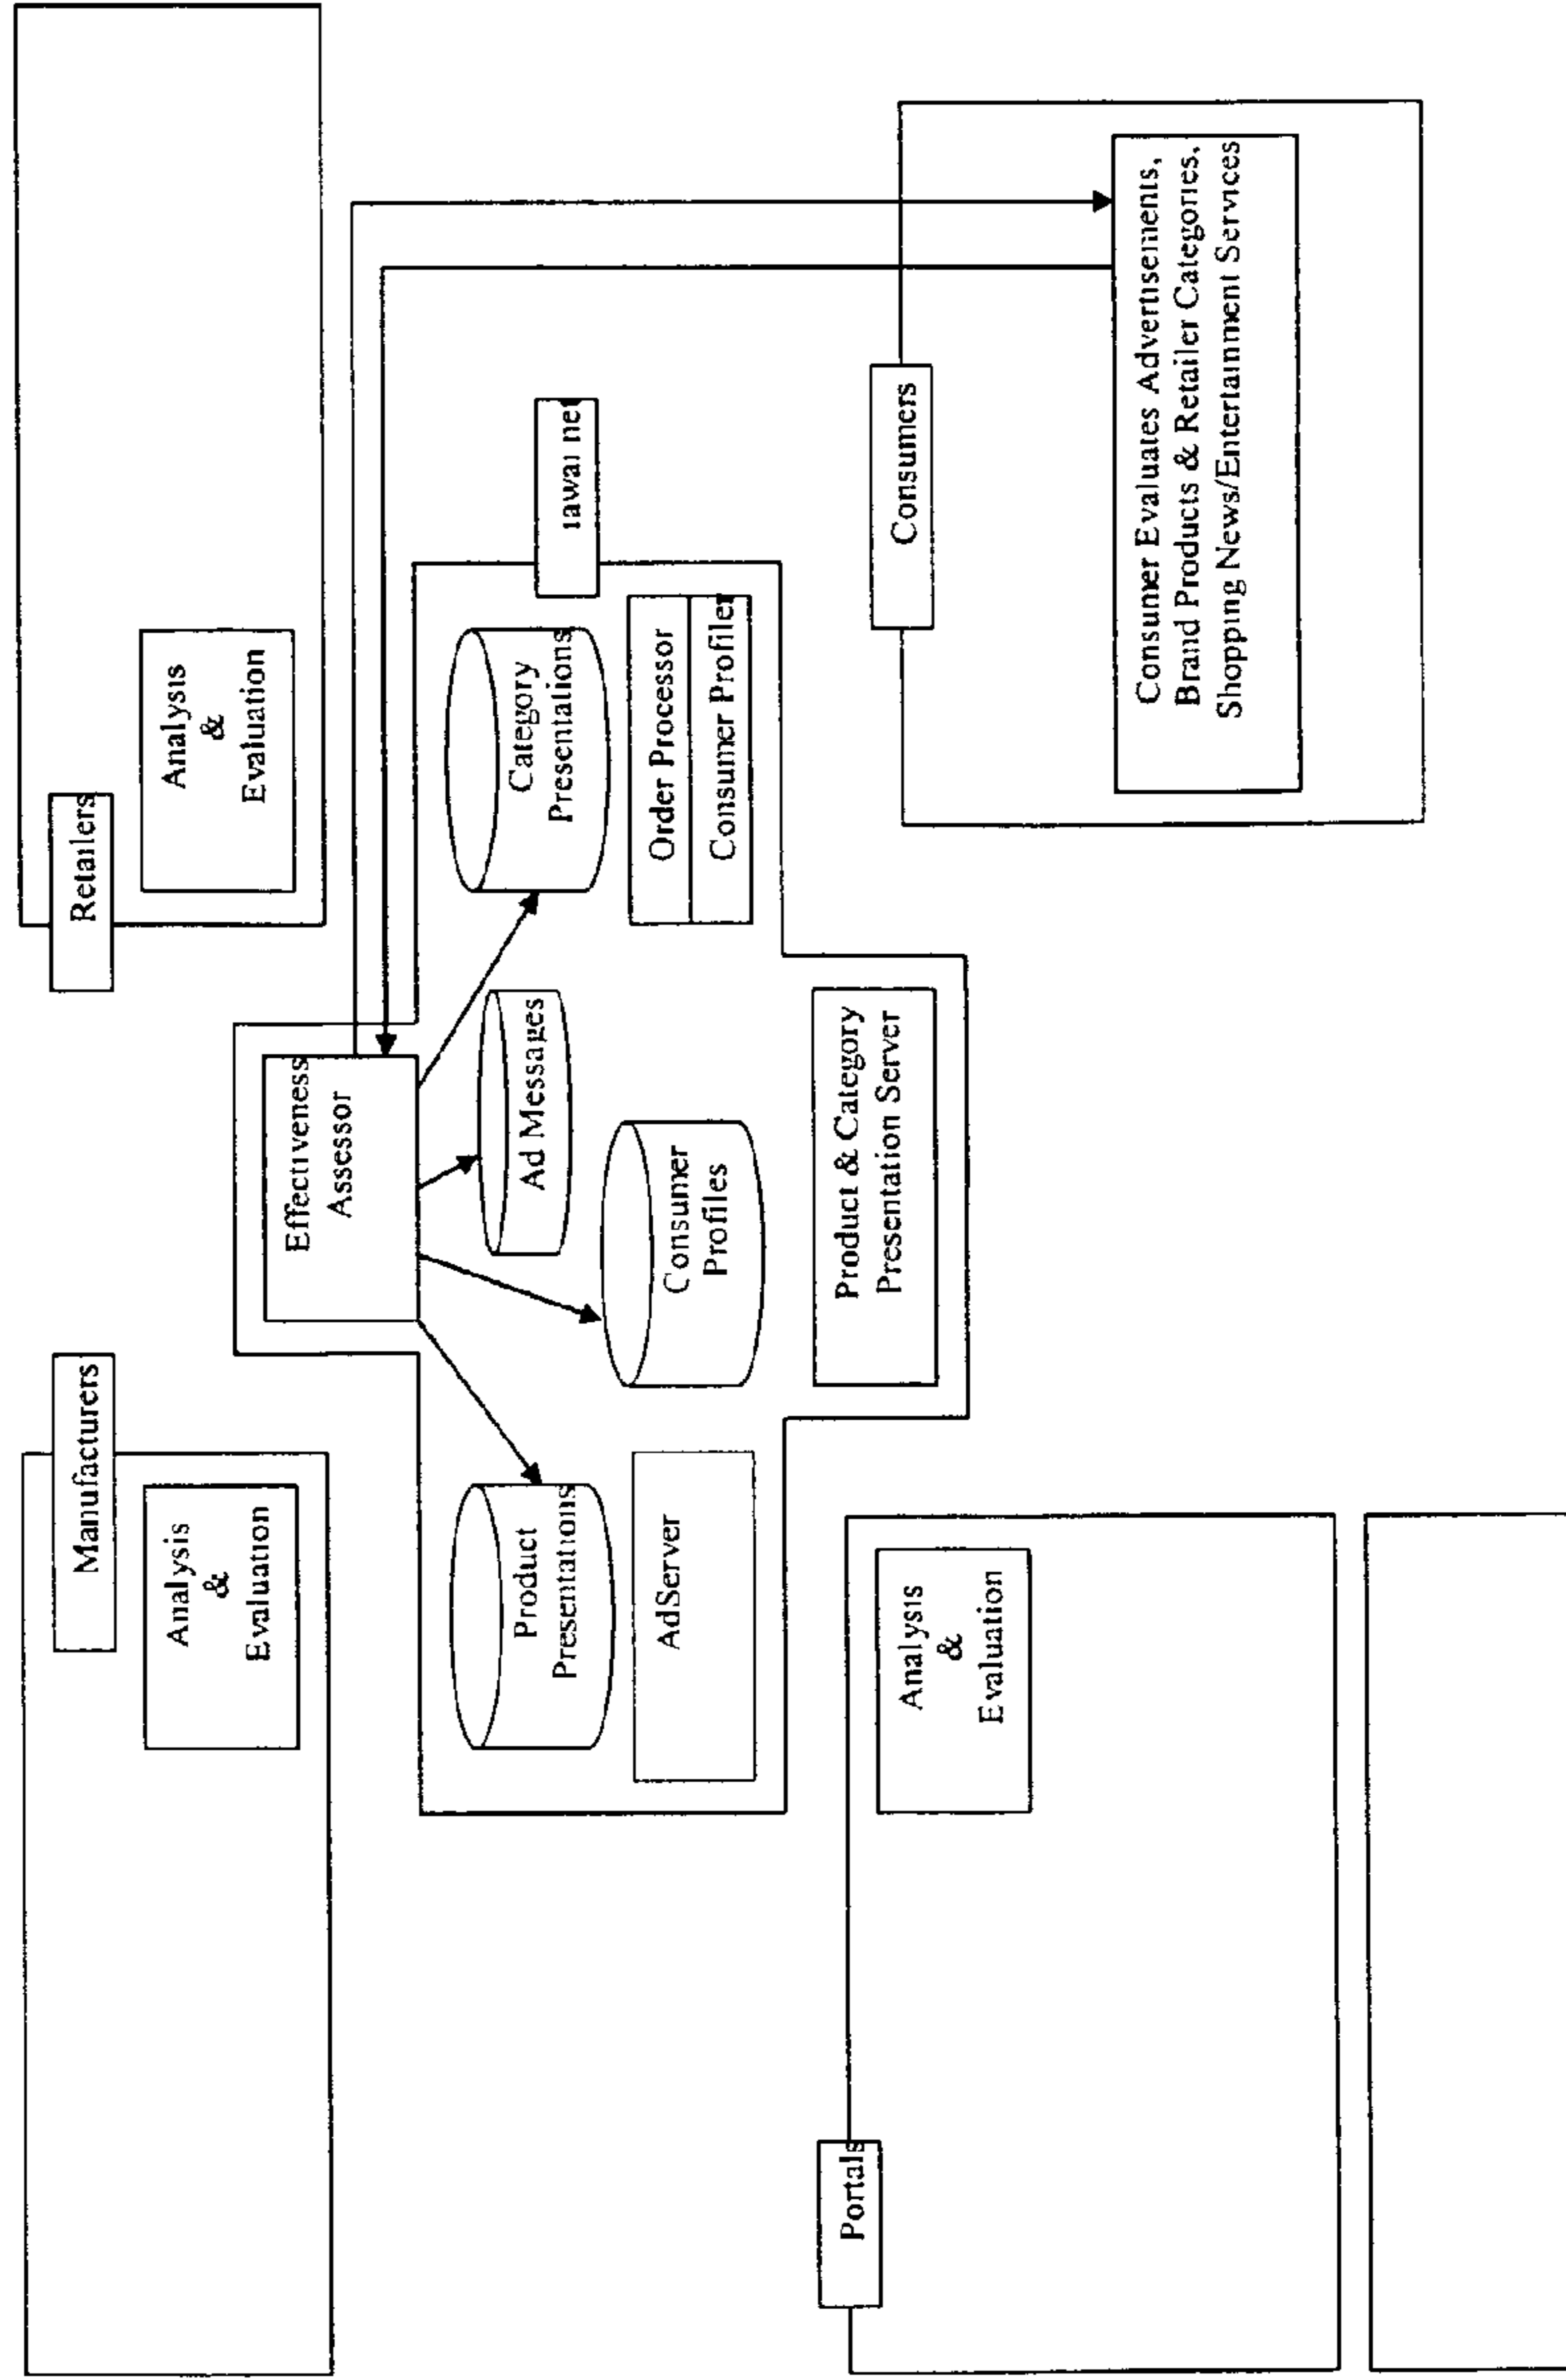 Manufacturers
Analysis
&
Evaluation
Retailers
Analysis
&
Evaluation
Effectiveness
Assessor
Product
Presentations
Ad Messages
Category
Presentations
Consumer
Profiles
AdServer
Order Processor
Consumer Profiler
Product & Category
Presentation Server
Portals
Analysis
&
Evaluation
Consumers
Consumer Evaluates Advertisements,
Brand Products & Retailer Categories,
Shopping News/Entertainment Services